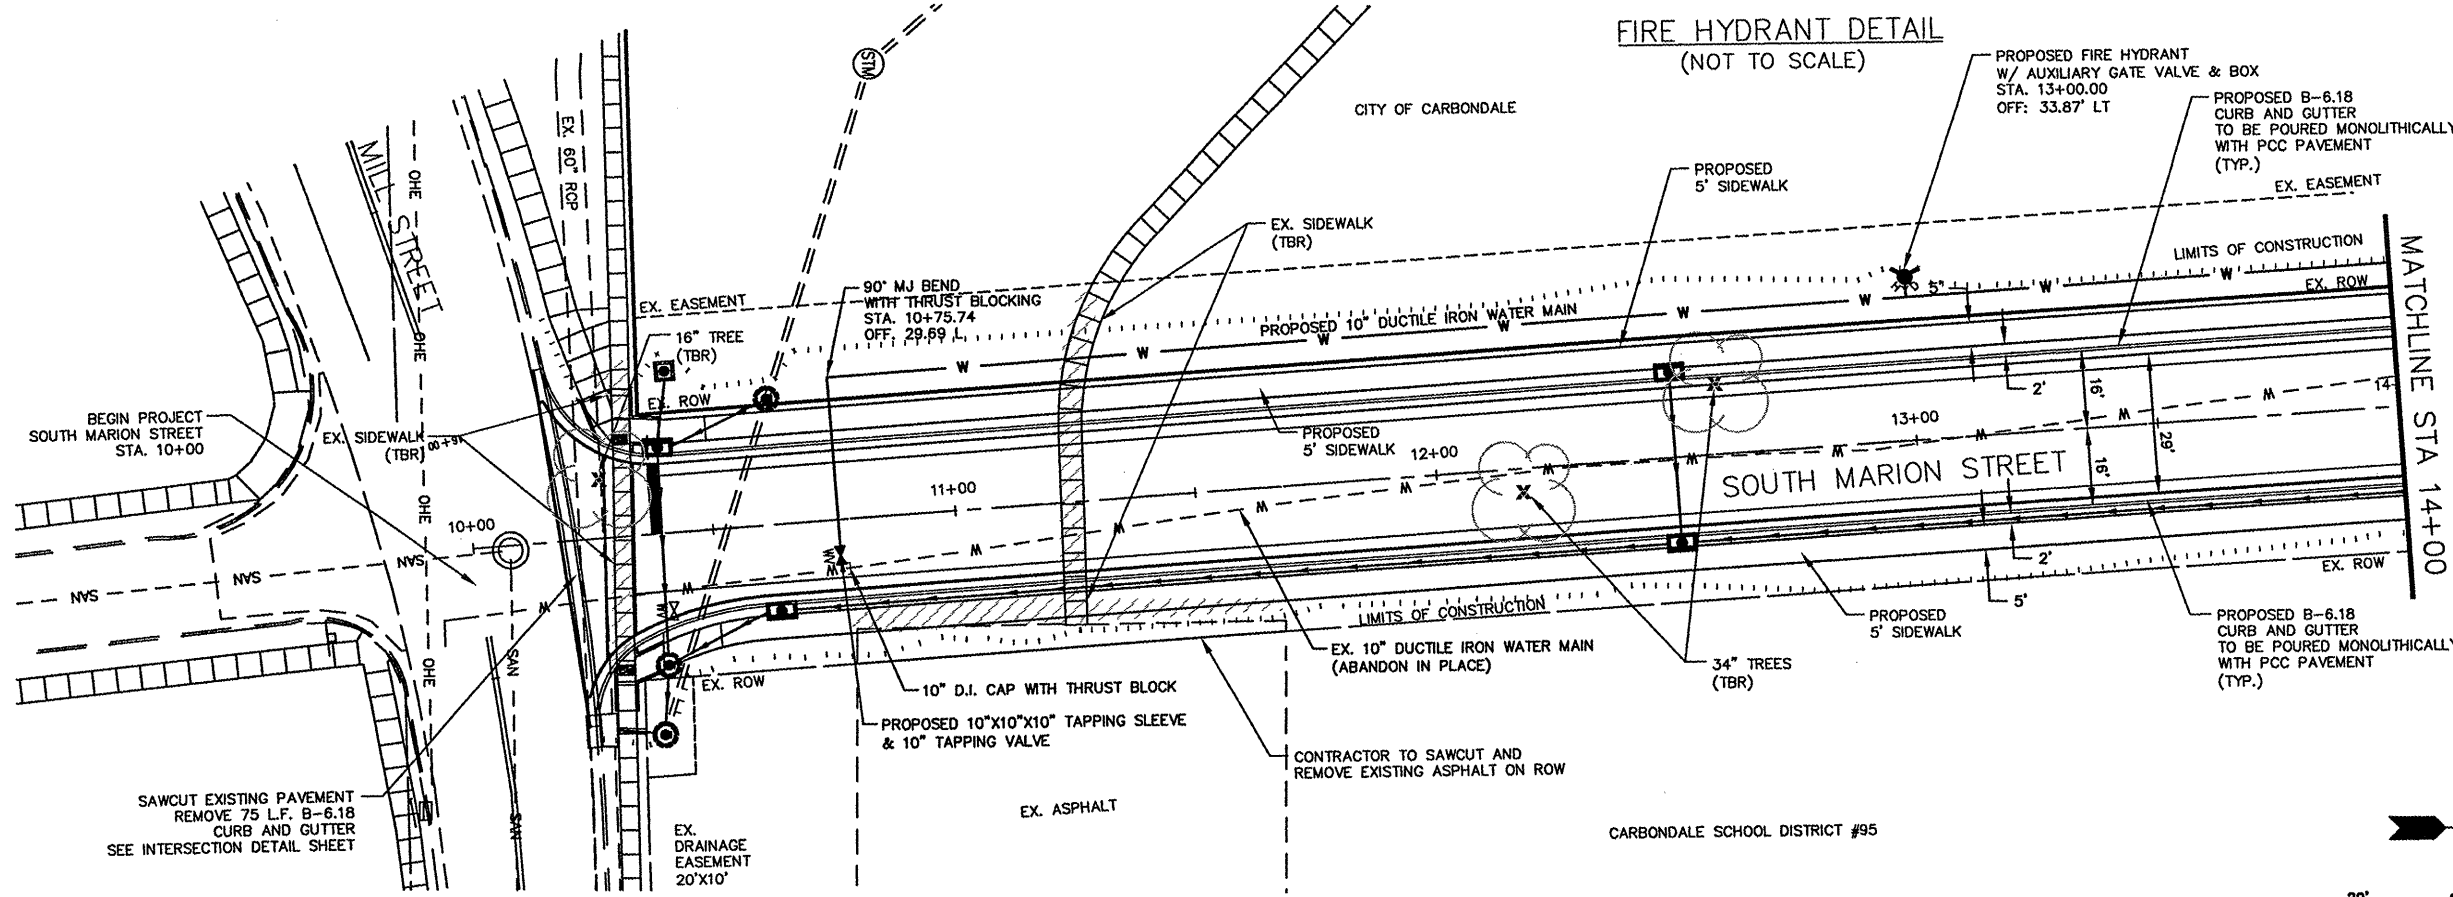 FIRE HYDRANT DETAIL
(NOT TO SCALE)
PROPOSED FIRE HYDRANT
W/ AUXILIARY GATE VALVE & BOX
STA. 13+00.00
OFF: 33.87' LT
PROPOSED B-6.18
CURB AND GUTTER
TO BE POURED MONOLITHICALLY
WITH PCC PAVEMENT
(TYP.)
STM
CITY OF CARBONDALE
EX. 60" RCP
MILL STREET
OHE
OHE
OHE
OHE
PROPOSED
5' SIDEWALK
EX. EASEMENT
EX. SIDEWALK
(TBR)
LIMITS OF CONSTRUCTION
EX. ROW
MATCHLINE STA 14+00
90° MJ BEND
WITH THRUST BLOCKING
STA. 10+75.74
OFF. 29.69 L
EX. EASEMENT
16" TREE
(TBR)
PROPOSED 10" DUCTILE IRON WATER MAIN
W
W
W
W
W
W
W
W
5'
2'
16'
29'
16'
14
EX. ROW
BEGIN PROJECT
SOUTH MARION STREET
STA. 10+00
EX. SIDEWALK
(TBR)
PROPOSED
5' SIDEWALK
10+00
11+00
12+00
13+00
SOUTH MARION STREET
SAN
SAN
SAN
SAN
SAN
W
W
W
W
W
W
W
W
W
W
W
W
2'
5'
EX. ROW
LIMITS OF CONSTRUCTION
PROPOSED
5' SIDEWALK
PROPOSED B-6.18
CURB AND GUTTER
TO BE POURED MONOLITHICALLY
WITH PCC PAVEMENT
(TYP.)
EX. 10" DUCTILE IRON WATER MAIN
(ABANDON IN PLACE)
34" TREES
(TBR)
EX. ROW
10" D.I. CAP WITH THRUST BLOCK
PROPOSED 10"X10"X10" TAPPING SLEEVE
& 10" TAPPING VALVE
CONTRACTOR TO SAWCUT AND
REMOVE EXISTING ASPHALT ON ROW
SAWCUT EXISTING PAVEMENT
REMOVE 75 L.F. B-6.18
CURB AND GUTTER
SEE INTERSECTION DETAIL SHEET
EX. ASPHALT
EX.
DRAINAGE
EASEMENT
20'X10'
CARBONDALE SCHOOL DISTRICT #95